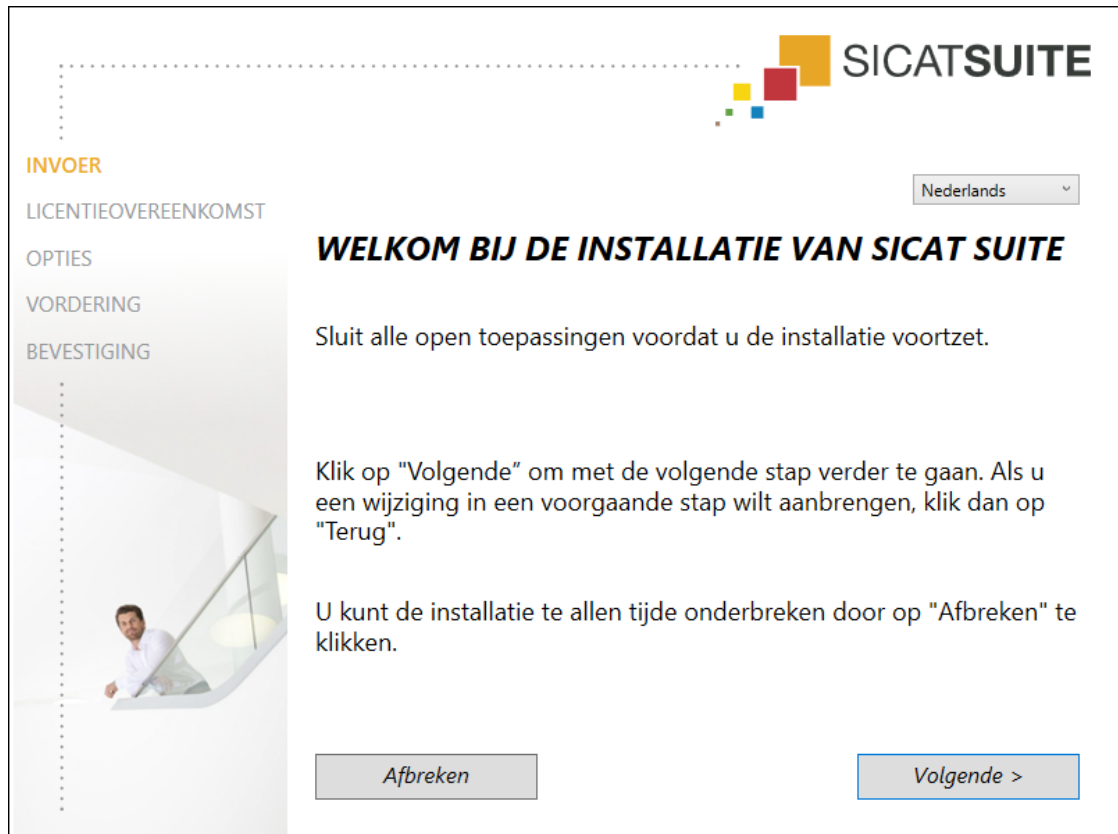 SICATSUITE
INVOER
LICENTIEOVEREENKOMST
OPTIES
VORDERING
BEVESTIGING
Nederlands
WELKOM BIJ DE INSTALLATIE VAN SICAT SUITE
Sluit alle open toepassingen voordat u de installatie voortzet.
Klik op "Volgende” om met de volgende stap verder te gaan. Als u
een wijziging in een voorgaande stap wilt aanbrengen, klik dan op
"Terug".
U kunt de installatie te allen tijde onderbreken door op "Afbreken" te
klikken.
Afbreken
Volgende >